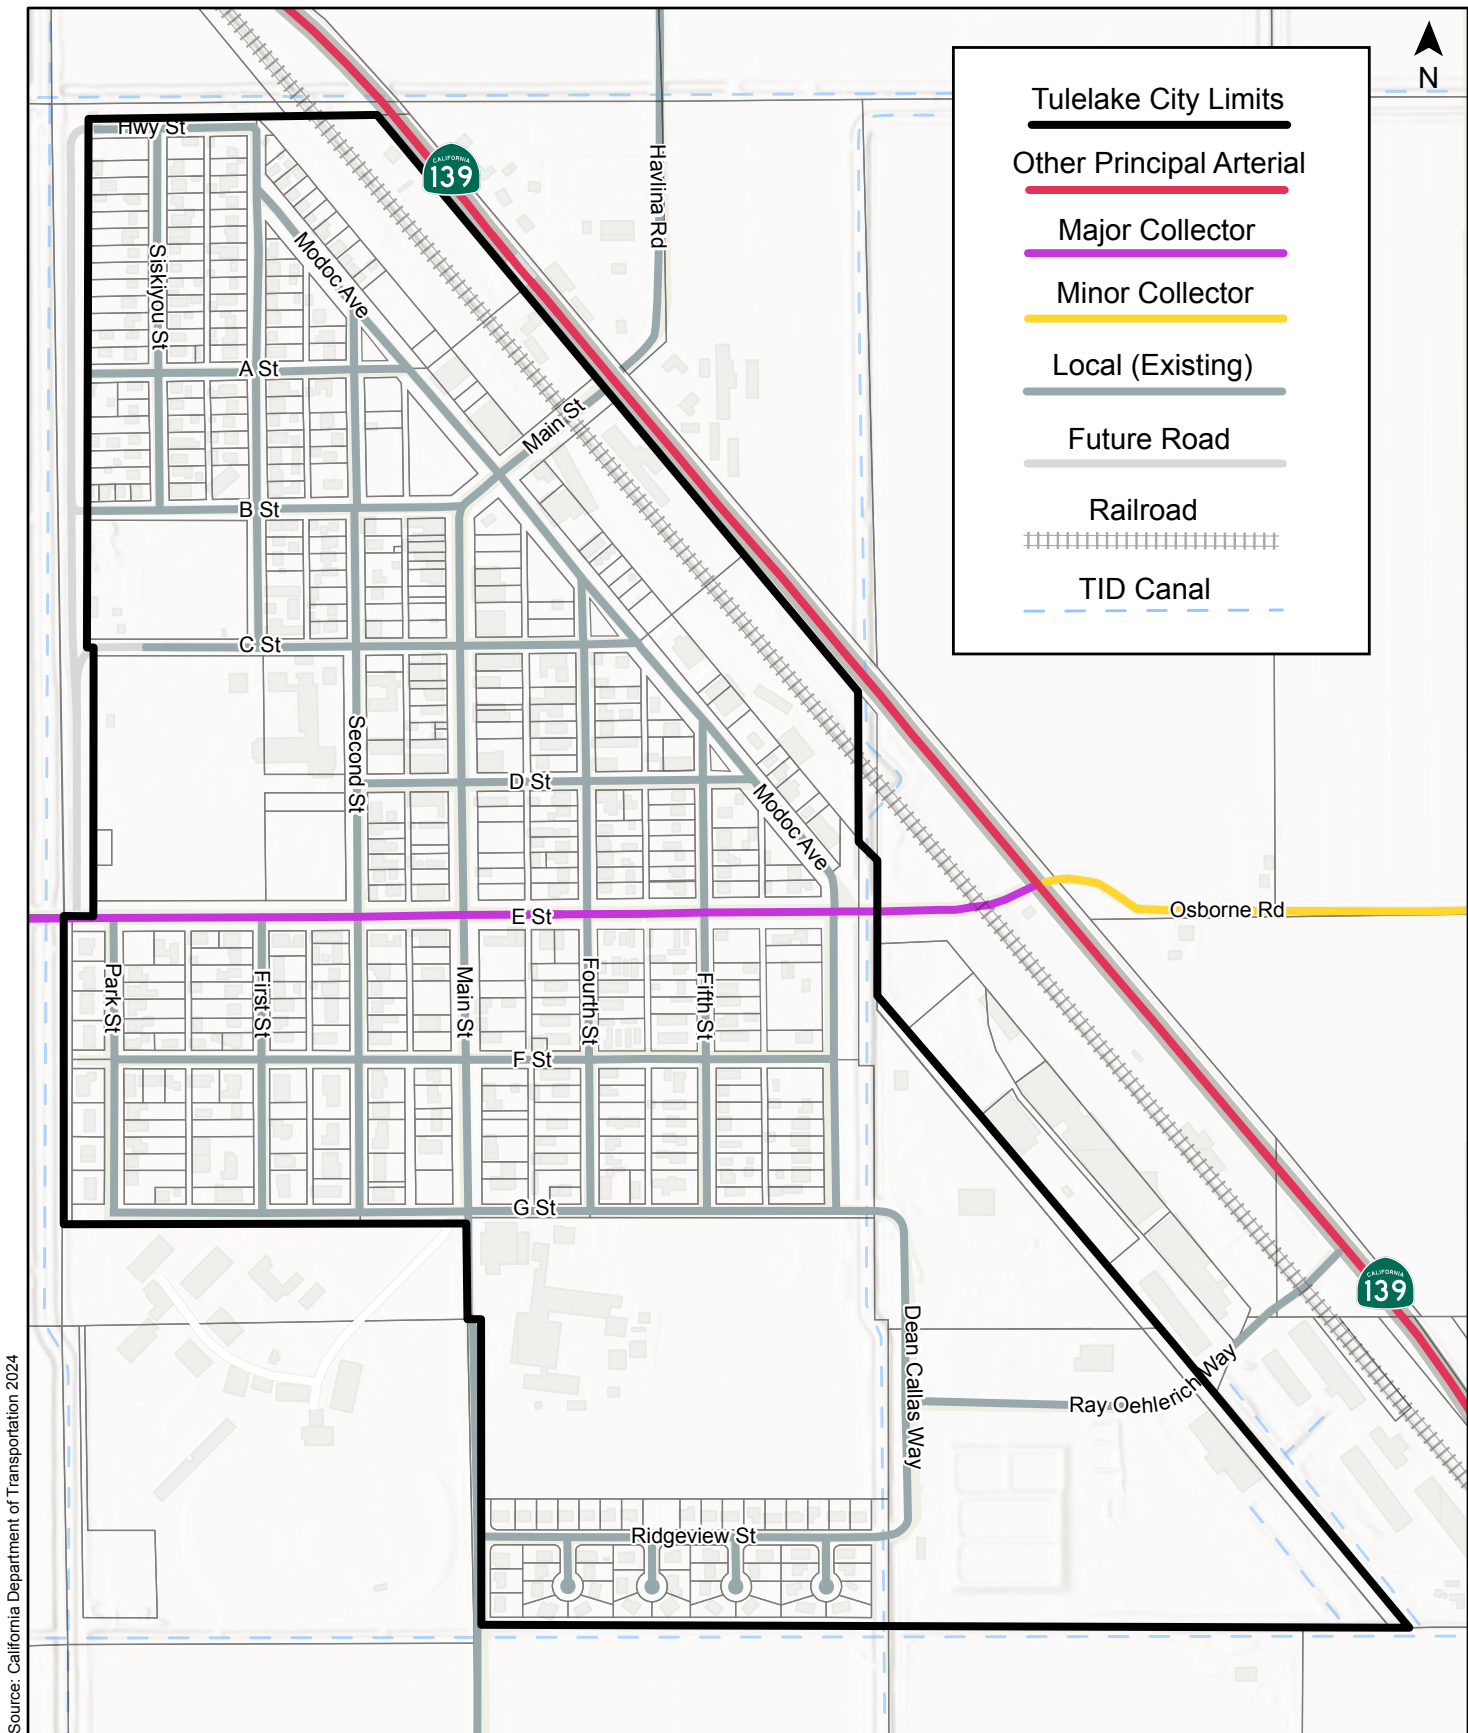 N
Tulelake City Limits
Other Principal Arterial
Major Collector
Minor Collector
Local (Existing)
Future Road
Railroad
TID Canal
Hwy St
CALIFORNIA
139
Havlina Rd
Siskiyou St
Modoc Ave
A St
Main St
B St
C St
Second St
D St
Modoc Ave
E St
Osborne Rd
Park St
First St
Main St
Fourth St
Fifth St
F St
G St
CALIFORNIA
139
Dean Callas Way
Ray Oehlerich Way
Ridgeview St
Source: California Department of Transportation 2024